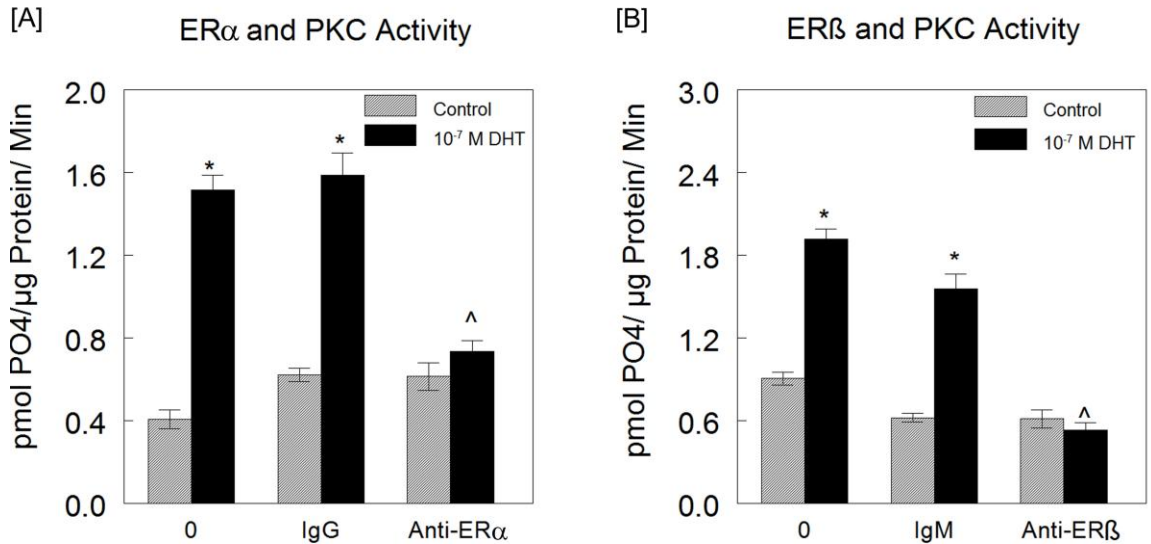 [A]
ERα and PKC Activity
pmol PO4/µg Protein/ Min
2.0
1.6
1.2
0.8
0.4
0.0
Control
10⁻⁷ M DHT
*
*
^
0 IgG Anti-ERα
[B]
ERß and PKC Activity
pmol PO4/ µg Protein/ Min
3.0
2.4
1.8
1.2
0.6
0.0
Control
10⁻⁷ M DHT
*
*
^
0 IgM Anti-ERß